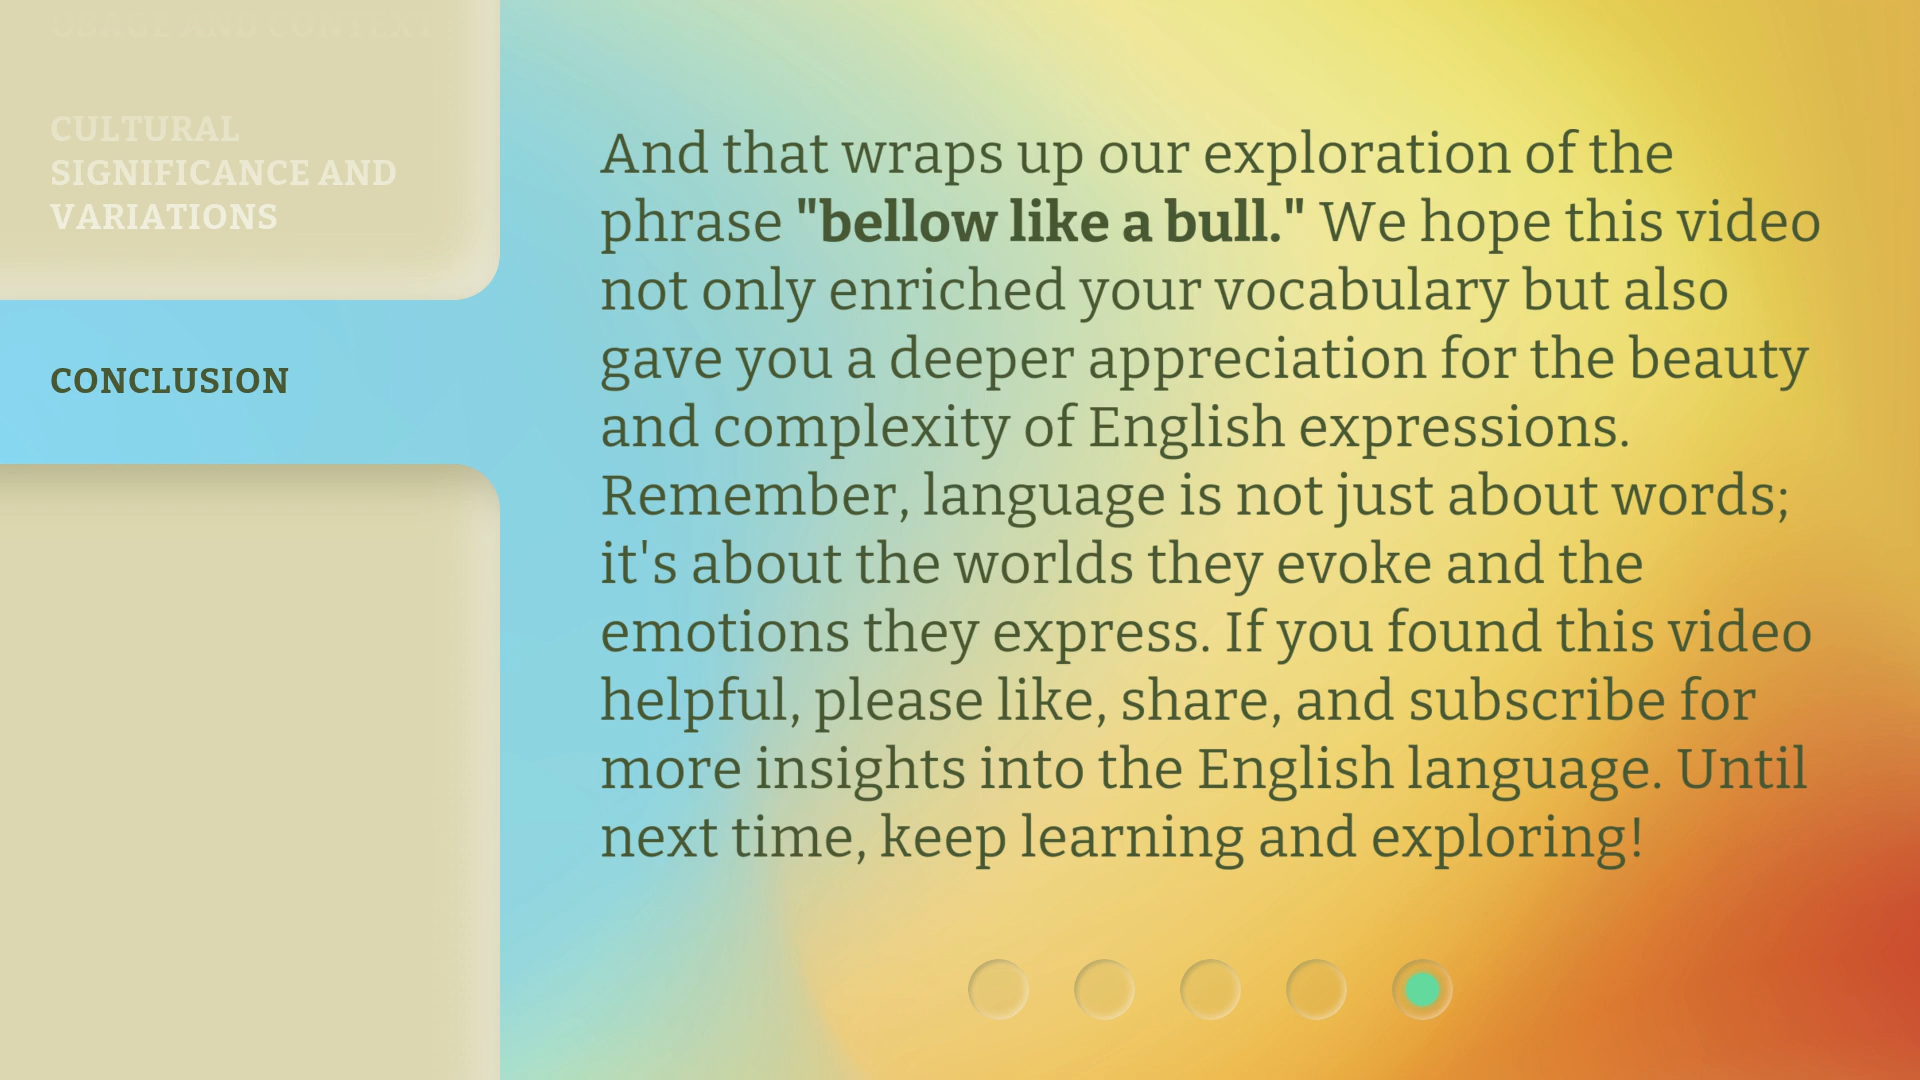 USAGE AND CONTEXT
CULTURAL
SIGNIFICANCE AND
VARIATIONS
CONCLUSION
And that wraps up our exploration of the
phrase "bellow like a bull." We hope this video
not only enriched your vocabulary but also
gave you a deeper appreciation for the beauty
and complexity of English expressions.
Remember, language is not just about words;
it's about the worlds they evoke and the
emotions they express. If you found this video
helpful, please like, share, and subscribe for
more insights into the English language. Until
next time, keep learning and exploring!